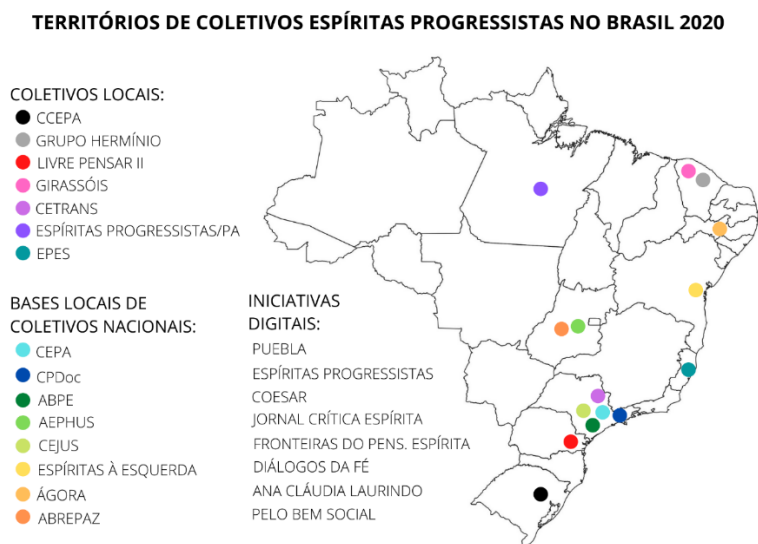 TERRITÓRIOS DE COLETIVOS ESPÍRITAS PROGRESSISTAS NO BRASIL 2020
COLETIVOS LOCAIS:
CCEPA
GRUPO HERMÍNIO
LIVRE PENSAR II
GIRASSÓIS
CETRANS
ESPÍRITAS PROGRESSISTAS/PA
EPES
BASES LOCAIS DE
COLETIVOS NACIONAIS:
CEPA
CPDoc
ABPE
AEPHUS
CEJUS
ESPÍRITAS À ESQUERDA
ÁGORA
ABREPAZ
INICIATIVAS
DIGITAIS:
PUEBLA
ESPÍRITAS PROGRESSISTAS
COESAR
JORNAL CRÍTICA ESPÍRITA
FRONTEIRAS DO PENS. ESPÍRITA
DIÁLOGOS DA FÉ
ANA CLÁUDIA LAURINDO
PELO BEM SOCIAL